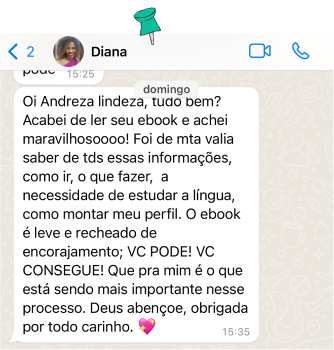 2 Diana
pode 15:25
domingo
Oi Andreza lindeza, tudo bem?
Acabei de ler seu ebook e achei
maravilhosoooo! Foi de mta valia
saber de tds essas informações,
como ir, o que fazer, a
necessidade de estudar a língua,
como montar meu perfil. O ebook
é leve e recheado de
encorajamento; VC PODE! VC
CONSEGUE! Que pra mim é o que
está sendo mais importante nesse
processo. Deus abençoe, obrigada
por todo carinho. 💖
15:35